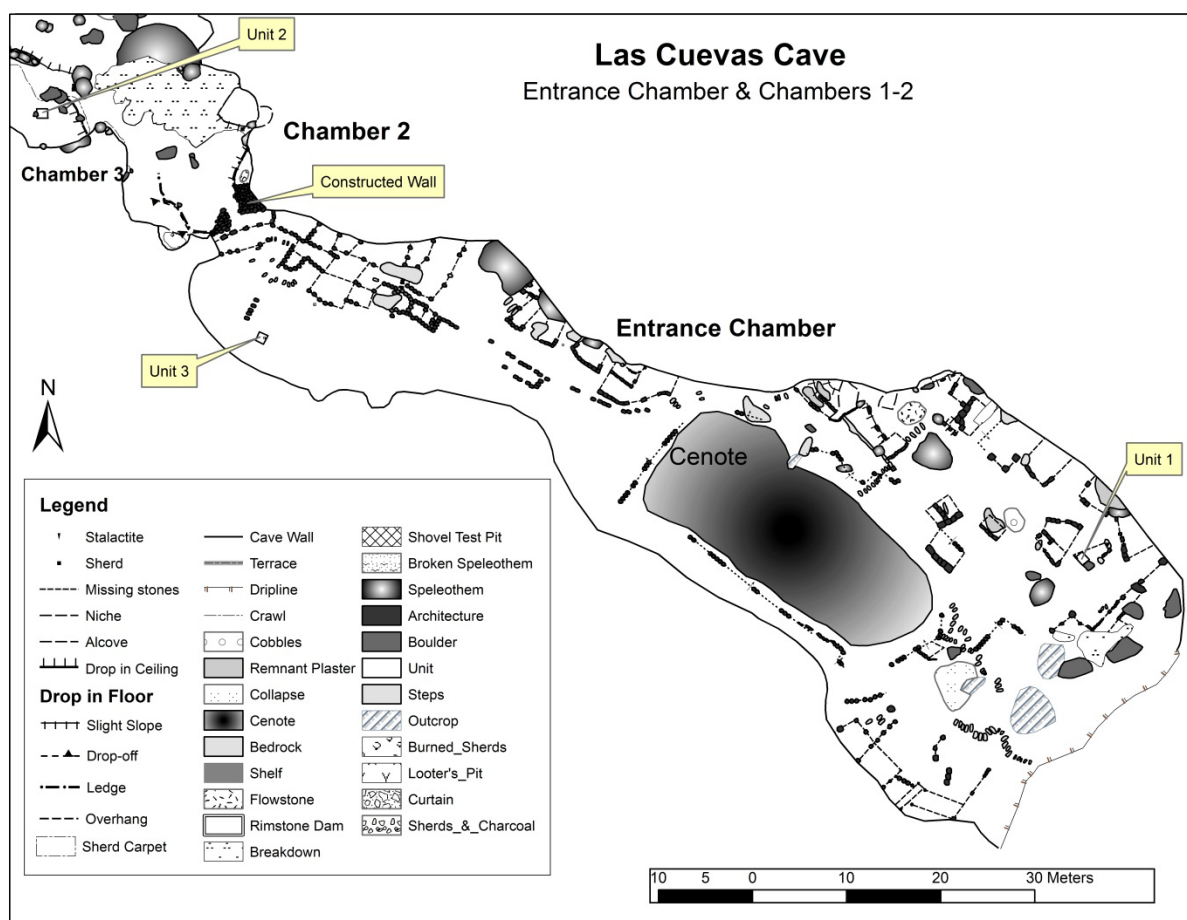 Las Cuevas Cave
Entrance Chamber & Chambers 1-2
Unit 2
Chamber 2
Chamber 3
Constructed Wall
Entrance Chamber
Unit 3
N
Cenote
Unit 1
Legend
Stalactite
Sherd
Missing stones
Niche
Alcove
Drop in Ceiling
Drop in Floor
Slight Slope
Drop-off
Ledge
Overhang
Sherd Carpet
Cave Wall
Terrace
Dripline
Crawl
Cobbles
Remnant Plaster
Collapse
Cenote
Bedrock
Shelf
Flowstone
Rimstone Dam
Breakdown
Shovel Test Pit
Broken Speleothem
Speleothem
Architecture
Boulder
Unit
Steps
Outcrop
Burned_Sherds
Looter's_Pit
Curtain
Sherds_&_Charcoal
10 5 0 10 20 30 Meters